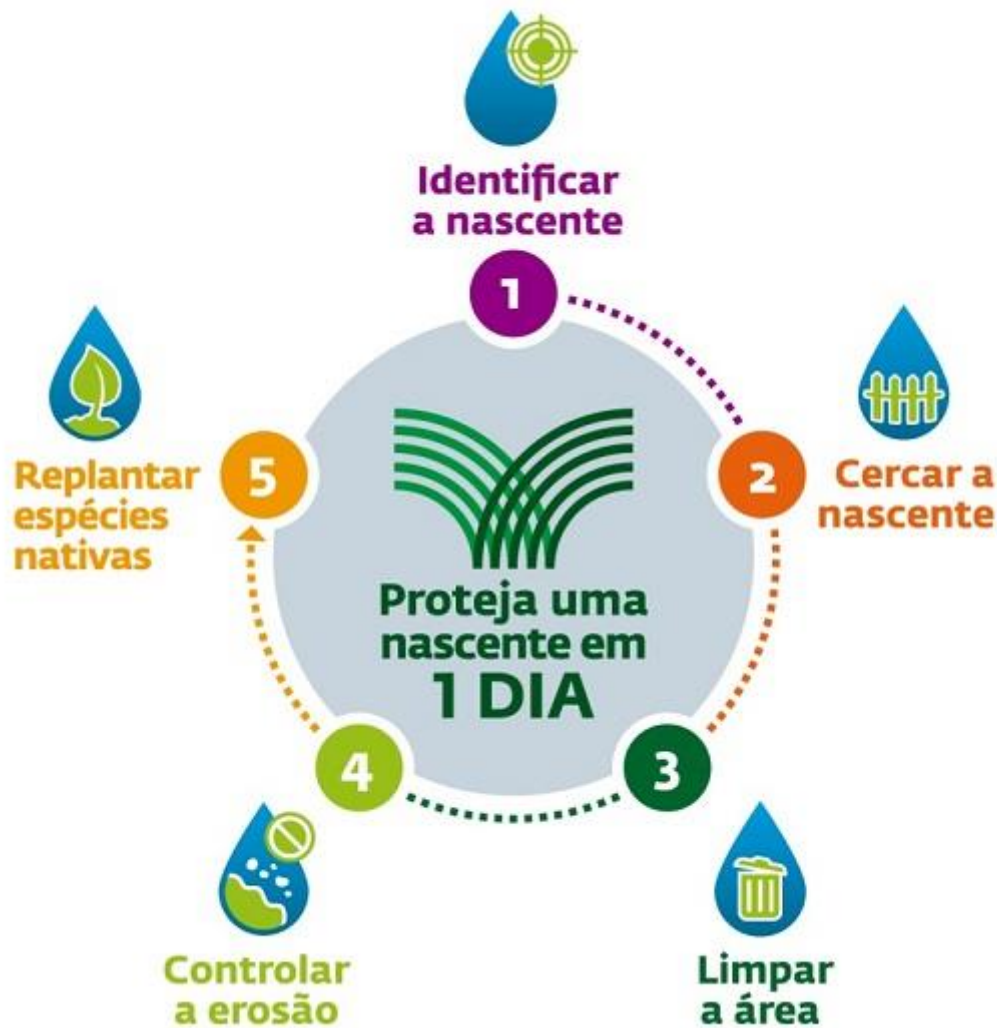 Identificar
a nascente
1
2
Cercar a
nascente
3
Limpar
a área
4
Controlar
a erosão
5
Replantar
espécies
nativas
Proteja uma
nascente em
1 DIA